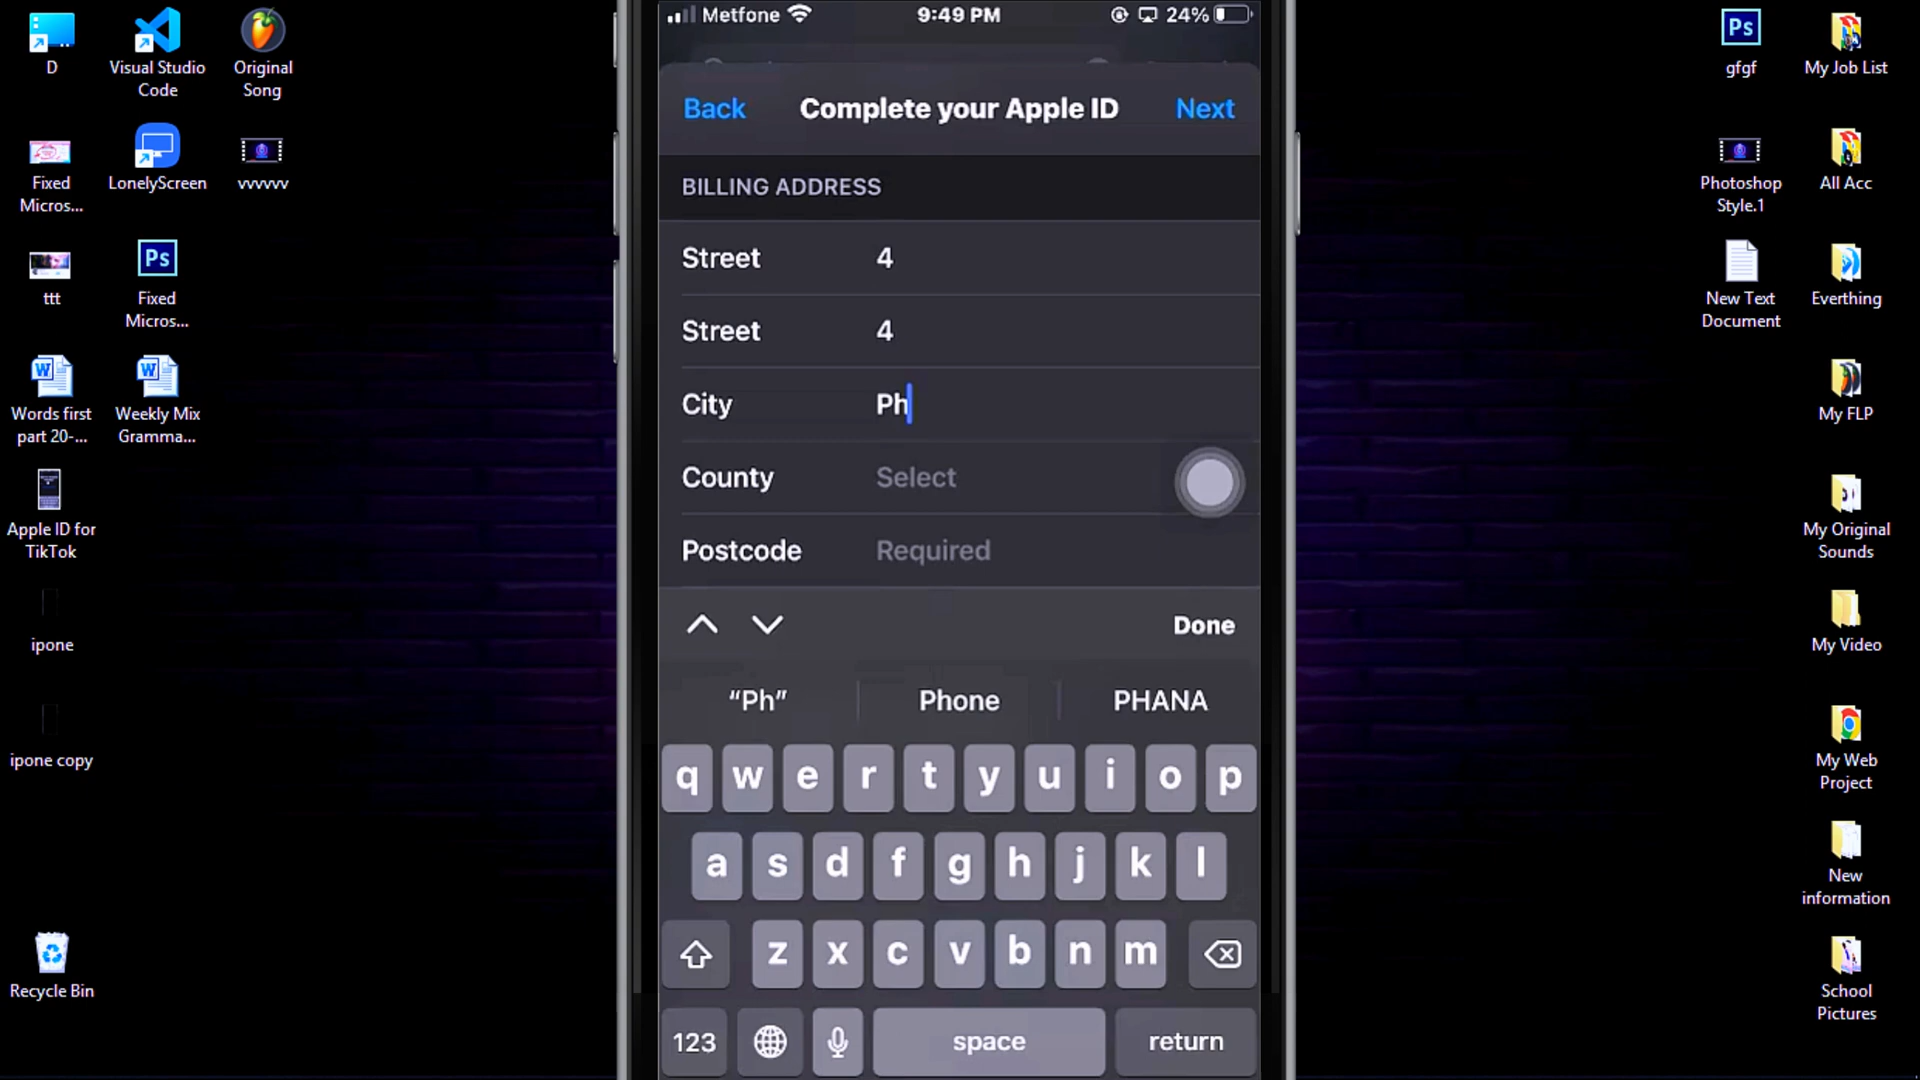 Metfone
9:49 PM
24%
Back
Complete your Apple ID
Next
BILLING ADDRESS
Street 4
Street 4
City Ph
County Select
Postcode Required
Done
“Ph”
Phone
PHANA
q w e r t y u i o p
a s d f g h j k l
z x c v b n m
123
space
return
D
Visual Studio
Code
Original
Song
Fixed
Micros...
LonelyScreen
vvvvvv
ttt
Ps
Fixed
Micros...
Words first
part 20-...
Weekly Mix
Gramma...
Apple ID for
TikTok
ipone
ipone copy
Recycle Bin
Ps
gfgf
My Job List
Photoshop
Style.1
All Acc
New Text
Document
Everthing
My FLP
My Original
Sounds
My Video
My Web
Project
New
information
School
Pictures